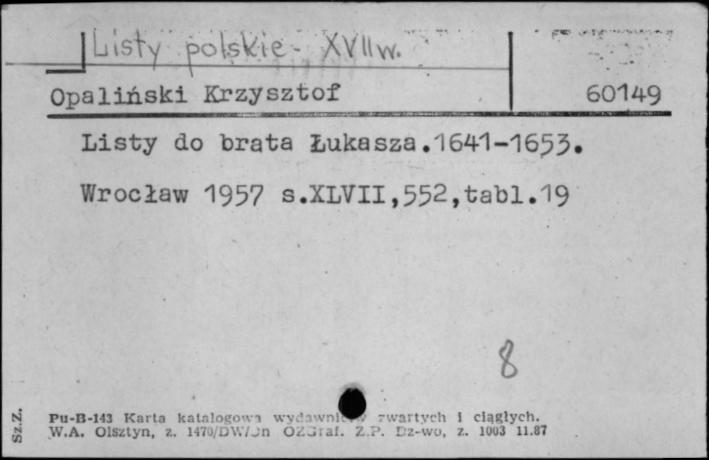 Listy polskie - XVII w.
Opaliński Krzysztof 60149
Listy do brata Łukasza.1641-1653.
Wrocław 1957 s.XLVII,552,tabl.19
8
Sz.Z.
Pu-B-143 Karta katalogowa zwartych i ciągłych.
W.A. Olsztyn, z. 1470/DW/Jn OZGraf. Z.P. Dz-wo, z. 1003 11.87